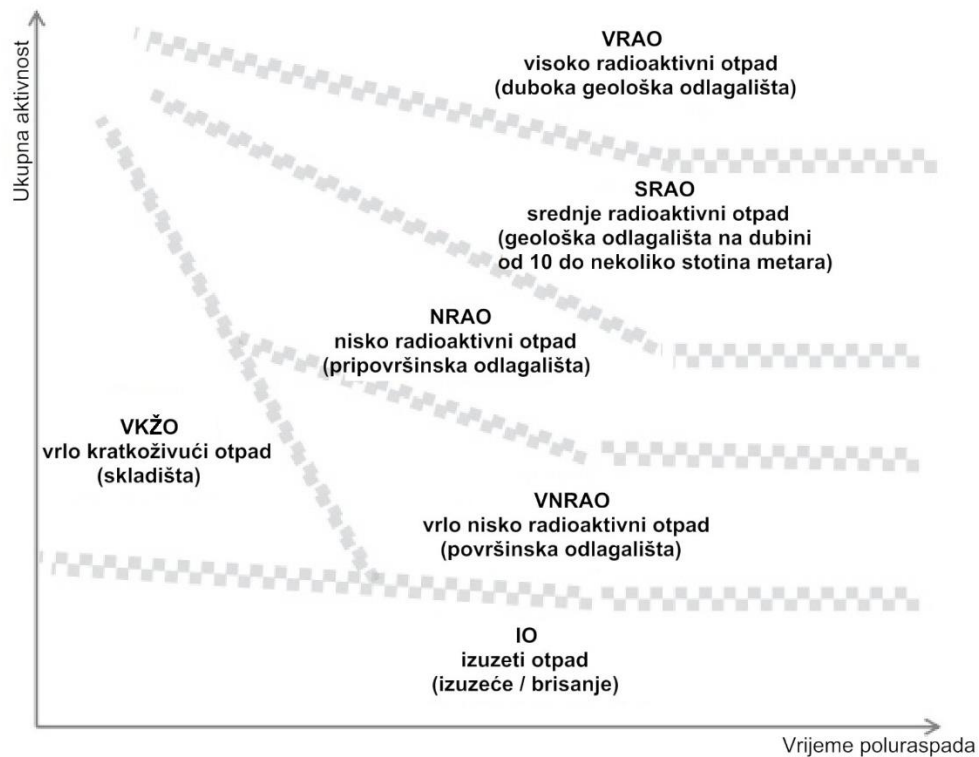 Ukupna aktivnost
VRAO
visoko radioaktivni otpad
(duboka geološka odlagališta)
SRAO
srednje radioaktivni otpad
(geološka odlagališta na dubini
od 10 do nekoliko stotina metara)
NRAO
nisko radioaktivni otpad
(pripovršinska odlagališta)
VKŽO
vrlo kratkoživući otpad
(skladišta)
VNRAO
vrlo nisko radioaktivni otpad
(površinska odlagališta)
IO
izuzeti otpad
(izuzeće / brisanje)
Vrijeme poluraspada